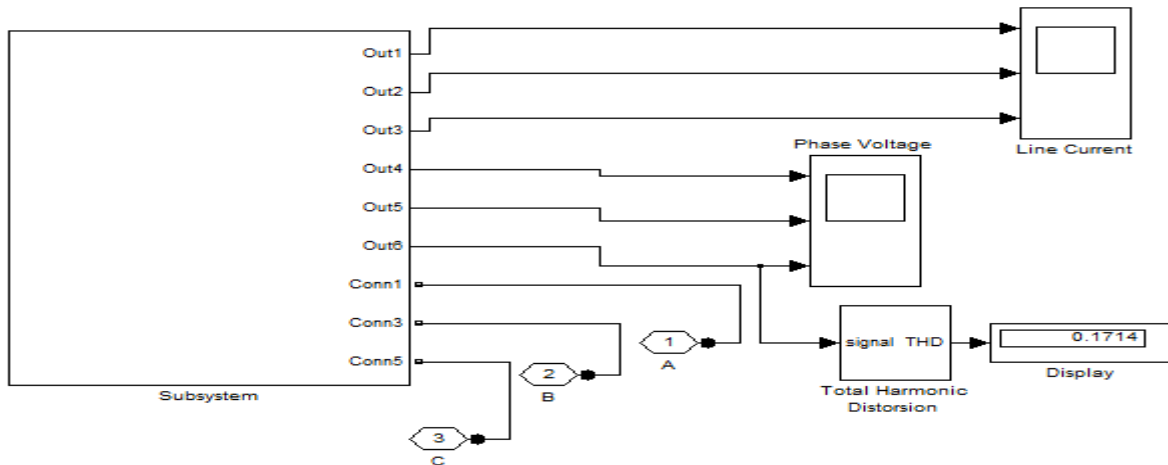 Out1
Out2
Out3
Out4
Out5
Out6
Conn1
Conn3
Conn5
Subsystem
Line Current
Phase Voltage
1
A
2
B
3
C
signal THD
Total Harmonic
Distorsion
0.1714
Display